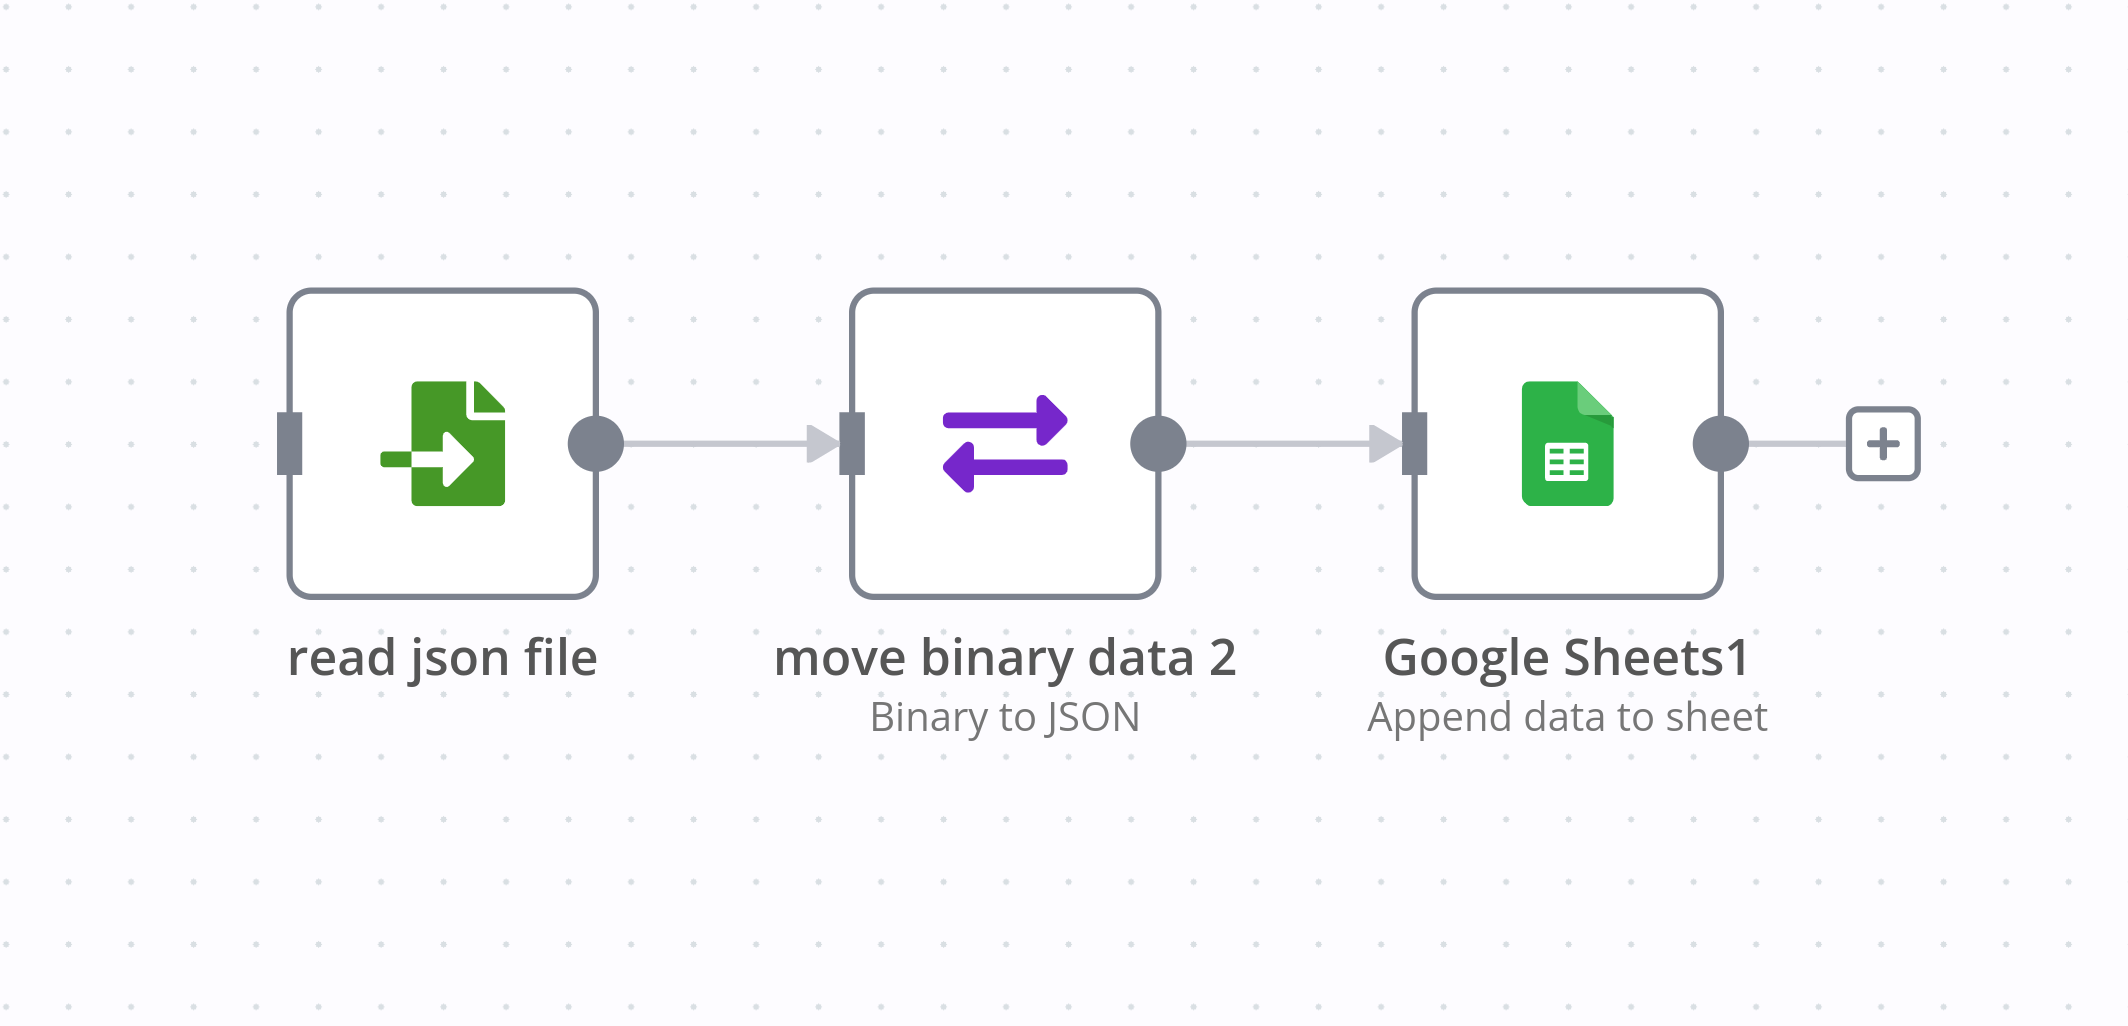 read json file
move binary data 2
Binary to JSON
Google Sheets1
Append data to sheet